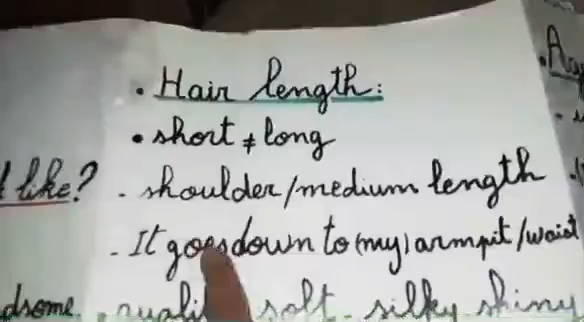 • Hair length:
• short ≠ long
like? - shoulder/medium length
- It goes down to (my) armpit/waist
soft - silky shiny